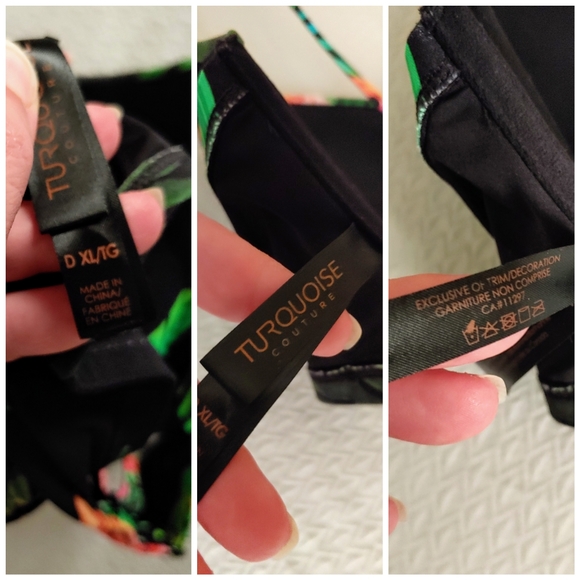 TURQUOISE
COUTURE
D XL/TG
MADE IN
CHINA/
FABRIQUÉ
EN CHINE
TURQUOISE
COUTURE
XL/TG
EXCLUSIVE OF TRIM/DECORATION
GARNITURE NON COMPRISE
CA#11297